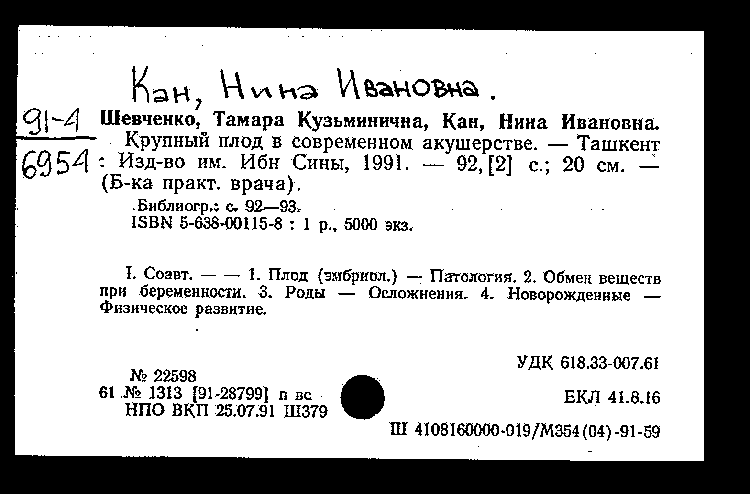 Кан, Нина Ивановна.
91-4
6954
Шевченко, Тамара Кузьминична, Кан, Нина Ивановна.
Крупный плод в современном акушерстве. — Ташкент
: Изд-во им. Ибн Сины, 1991. — 92, [2] с.; 20 см. —
(Б-ка практ. врача).
Библиогр.: с. 92—93.
ISBN 5-638-00115-8 : 1 р., 5000 экз.
I. Соавт. — — 1. Плод (эмбриол.) — Патология. 2. Обмен веществ
при беременности. 3. Роды — Осложнения. 4. Новорожденные —
Физическое развитие.
УДК 618.33-007.61
№ 22598
61 № 1313 [91-28799] п вс
БКЛ 41.8.16
НПО ВКП 25.07.91 Ш379
Ш 4108160000-019/М354(04)-91-59